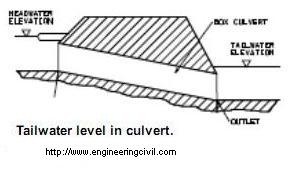 HEADWATER
ELEVATION
BOX CULVERT
TAILWATER
ELEVATION
OUTLET
Tailwater level in culvert.
http://www.engineeringcivil.com